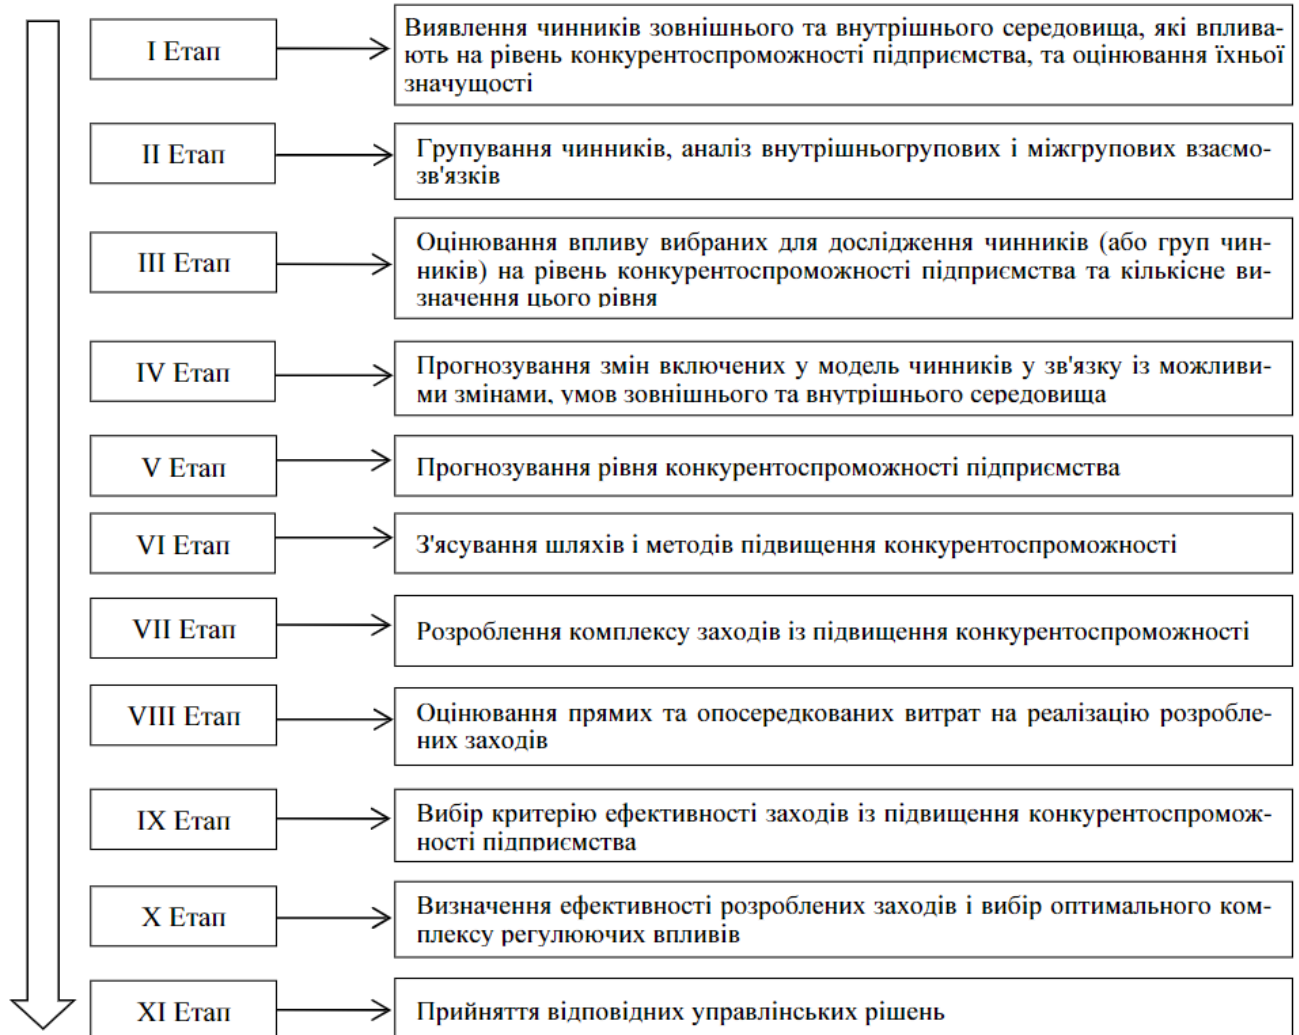 І Етап
Виявлення чинників зовнішнього та внутрішнього середовища, які вплива-
ють на рівень конкурентоспроможності підприємства, та оцінювання їхньої
значущості
ІІ Етап
Групування чинників, аналіз внутрішньогрупових і міжгрупових взаємо-
зв'язків
ІІІ Етап
Оцінювання впливу вибраних для дослідження чинників (або груп чин-
ників) на рівень конкурентоспроможності підприємства та кількісне ви-
значення цього рівня
IV Етап
Прогнозування змін включених у модель чинників у зв'язку із можливи-
ми змінами, умов зовнішнього та внутрішнього середовища
V Етап
Прогнозування рівня конкурентоспроможності підприємства
VI Етап
З'ясування шляхів і методів підвищення конкурентоспроможності
VII Етап
Розроблення комплексу заходів із підвищення конкурентоспроможності
VIII Етап
Оцінювання прямих та опосередкованих витрат на реалізацію розробле-
них заходів
IX Етап
Вибір критерію ефективності заходів із підвищення конкурентоспромож-
ності підприємства
X Етап
Визначення ефективності розроблених заходів і вибір оптимального ком-
плексу регулюючих впливів
XI Етап
Прийняття відповідних управлінських рішень